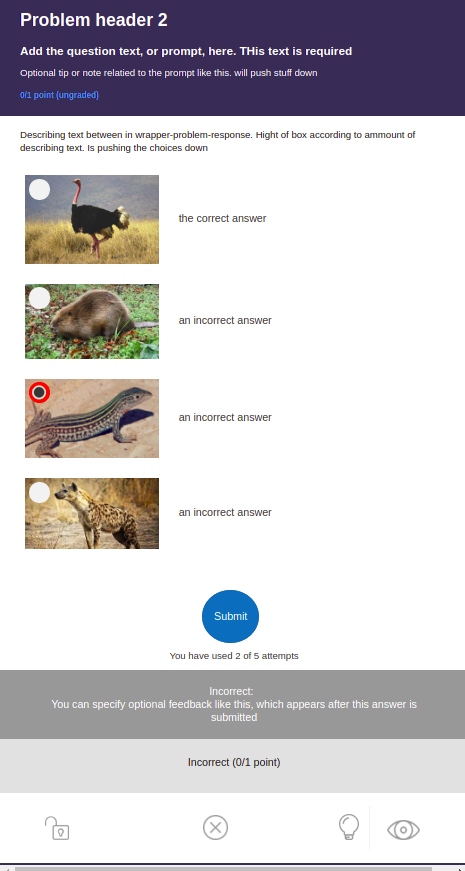 Problem header 2
Add the question text, or prompt, here. THis text is required
Optional tip or note relatied to the prompt like this. will push stuff down
0/1 point (ungraded)
Describing text between in wrapper-problem-response. Hight of box according to ammount of
describing text. Is pushing the choices down
the correct answer
an incorrect answer
an incorrect answer
an incorrect answer
Submit
You have used 2 of 5 attempts
Incorrect:
You can specify optional feedback like this, which appears after this answer is
submitted
Incorrect (0/1 point)